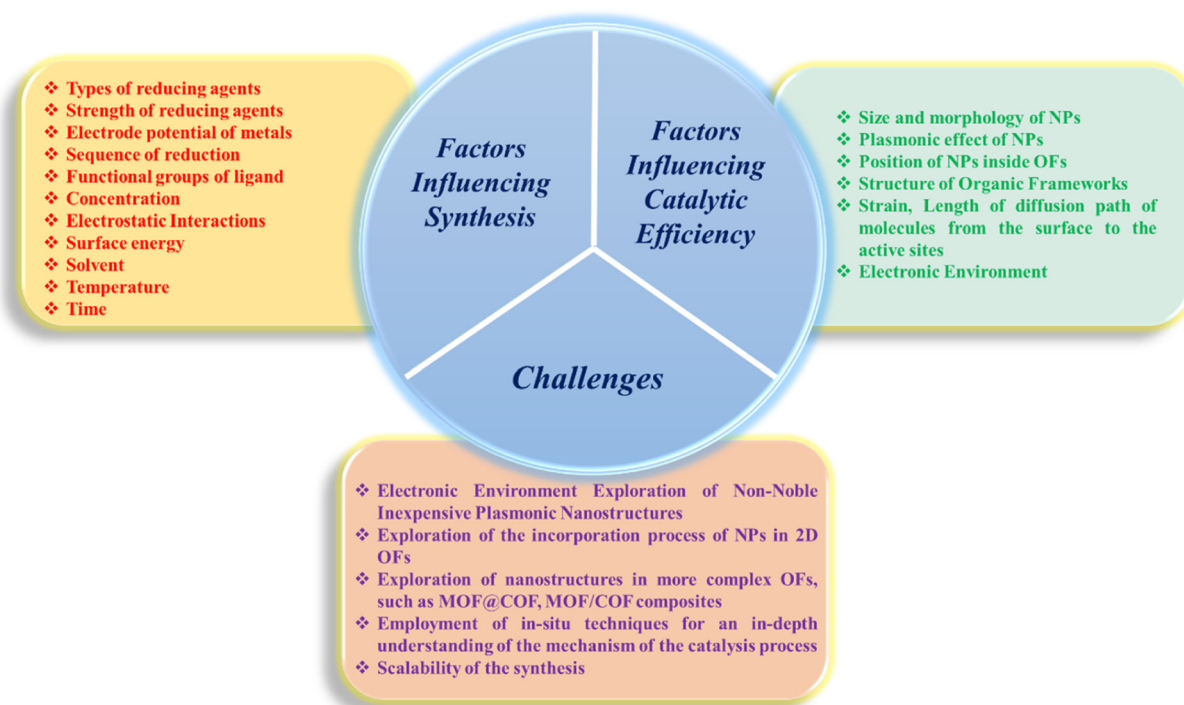 Factors
Influencing
Synthesis
❖ Types of reducing agents
❖ Strength of reducing agents
❖ Electrode potential of metals
❖ Sequence of reduction
❖ Functional groups of ligand
❖ Concentration
❖ Electrostatic Interactions
❖ Surface energy
❖ Solvent
❖ Temperature
❖ Time
Factors
Influencing
Catalytic
Efficiency
❖ Size and morphology of NPs
❖ Plasmonic effect of NPs
❖ Position of NPs inside OFs
❖ Structure of Organic Frameworks
❖ Strain, Length of diffusion path of
molecules from the surface to the
active sites
❖ Electronic Environment
Challenges
❖ Electronic Environment Exploration of Non-Noble
Inexpensive Plasmonic Nanostructures
❖ Exploration of the incorporation process of NPs in 2D
OFs
❖ Exploration of nanostructures in more complex OFs,
such as MOF@COF, MOF/COF composites
❖ Employment of in-situ techniques for an in-depth
understanding of the mechanism of the catalysis process
❖ Scalability of the synthesis